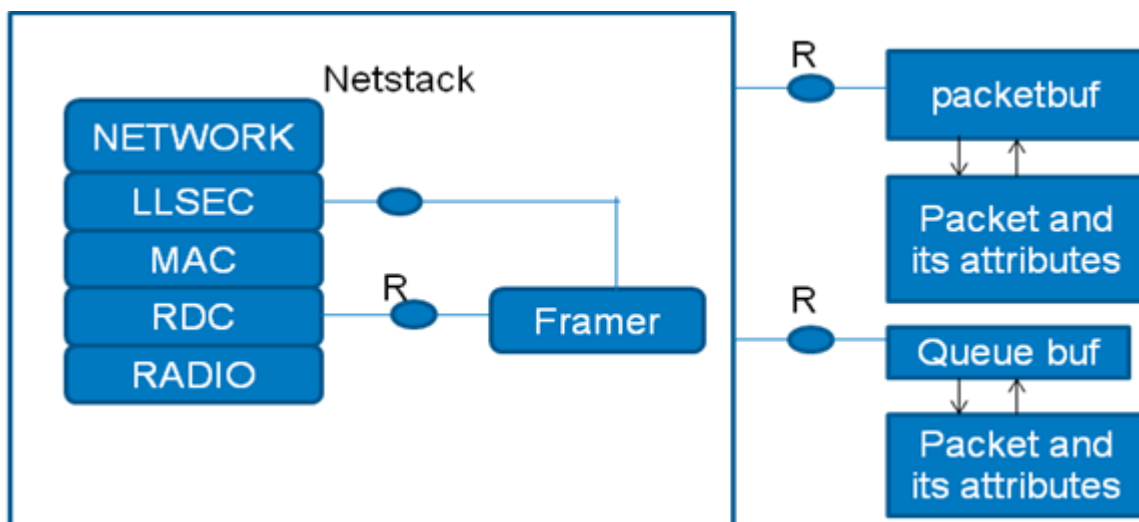 Netstack
NETWORK
LLSEC
MAC
RDC
RADIO
R
Framer
R
packetbuf
Packet and
its attributes
R
Queue buf
Packet and
its attributes